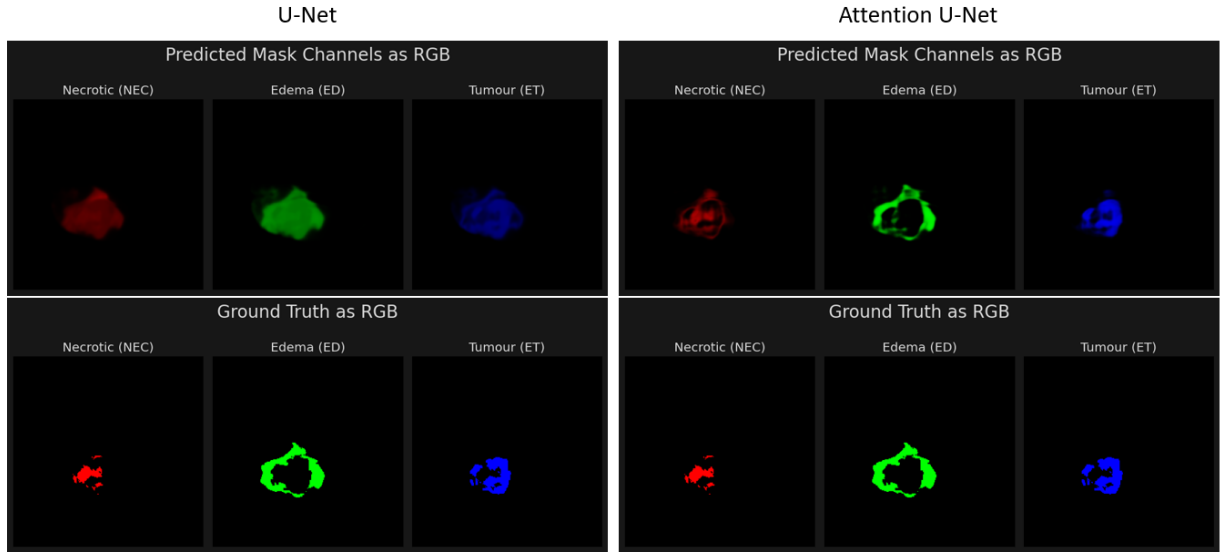 U-Net
Attention U-Net
Predicted Mask Channels as RGB
Predicted Mask Channels as RGB
Necrotic (NEC)
Edema (ED)
Tumour (ET)
Necrotic (NEC)
Edema (ED)
Tumour (ET)
Ground Truth as RGB
Ground Truth as RGB
Necrotic (NEC)
Edema (ED)
Tumour (ET)
Necrotic (NEC)
Edema (ED)
Tumour (ET)